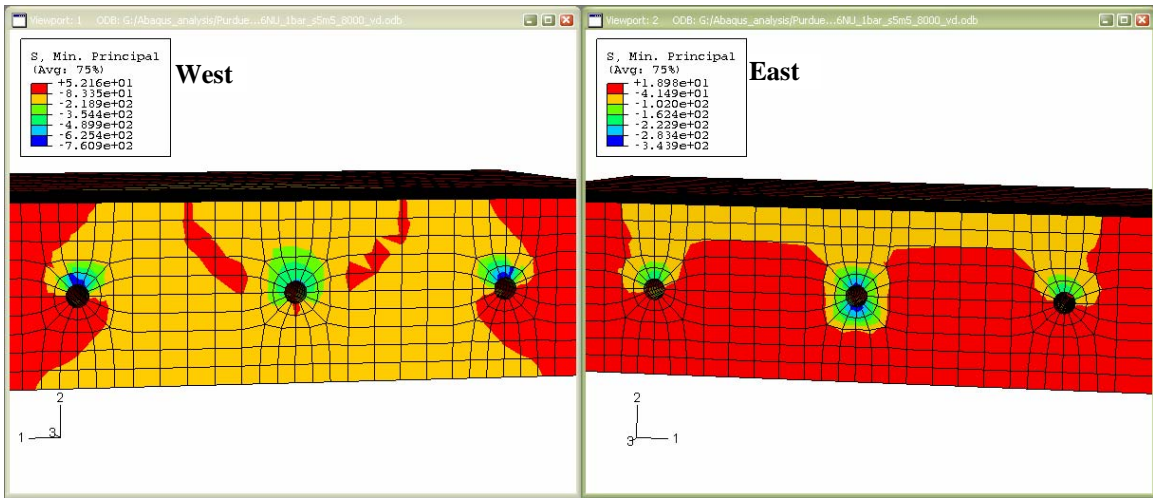 Viewport: 1 ODB: G:/Abaqus_analysis/Purdue...6NU_1bar_s5m5_8000_vd.odb
S, Min. Principal
(Avg: 75%)
+5.216e+01
-8.335e+01
-2.189e+02
-3.544e+02
-4.899e+02
-6.254e+02
-7.609e+02
West
2
1
3
Viewport: 2 ODB: G:/Abaqus_analysis/Purdue...6NU_1bar_s5m5_8000_vd.odb
S, Min. Principal
(Avg: 75%)
+1.898e+01
-4.149e+01
-1.020e+02
-1.624e+02
-2.229e+02
-2.834e+02
-3.439e+02
East
2
3
1